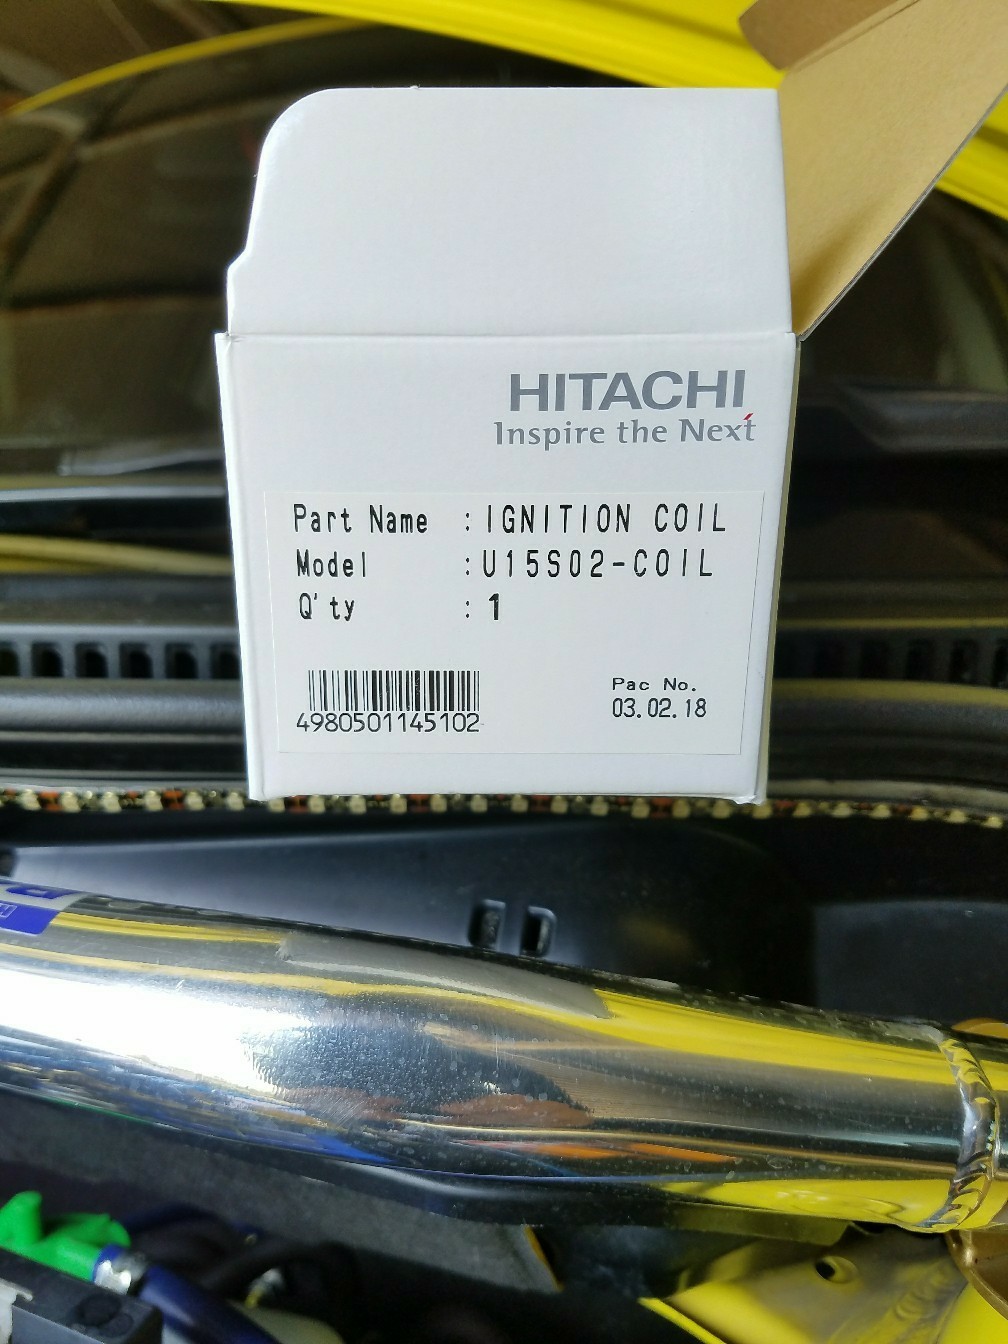 HITACHI
Inspire the Next
Part Name : IGNITION COIL
Model : U15S02-COIL
Q'ty : 1
4980501145102
Pac No.
03.02.18